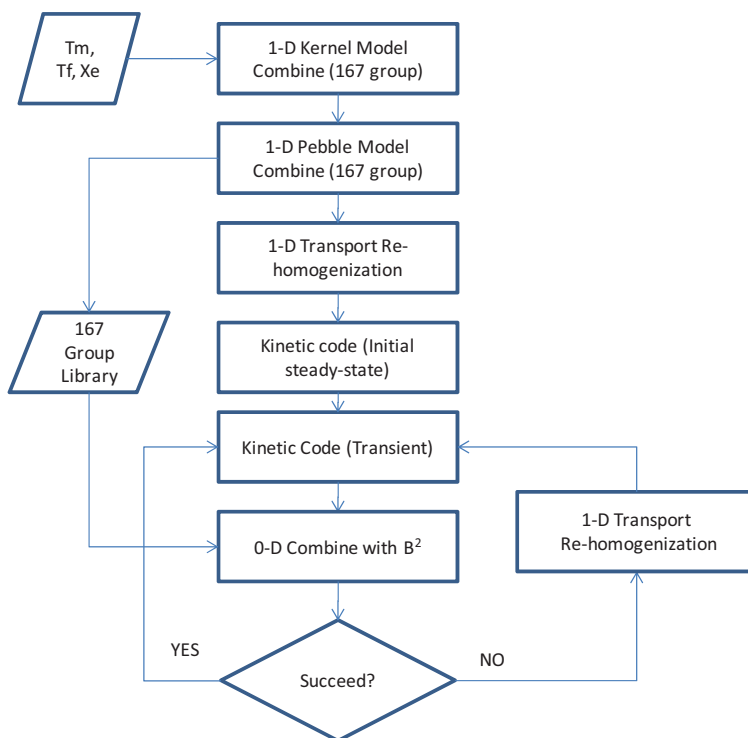 Tm,
Tf, Xe
1-D Kernel Model
Combine (167 group)
1-D Pebble Model
Combine (167 group)
1-D Transport Re-
homogenization
167
Group
Library
Kinetic code (Initial
steady-state)
Kinetic Code (Transient)
1-D Transport
Re-homogenization
0-D Combine with B²
YES
NO
Succeed?